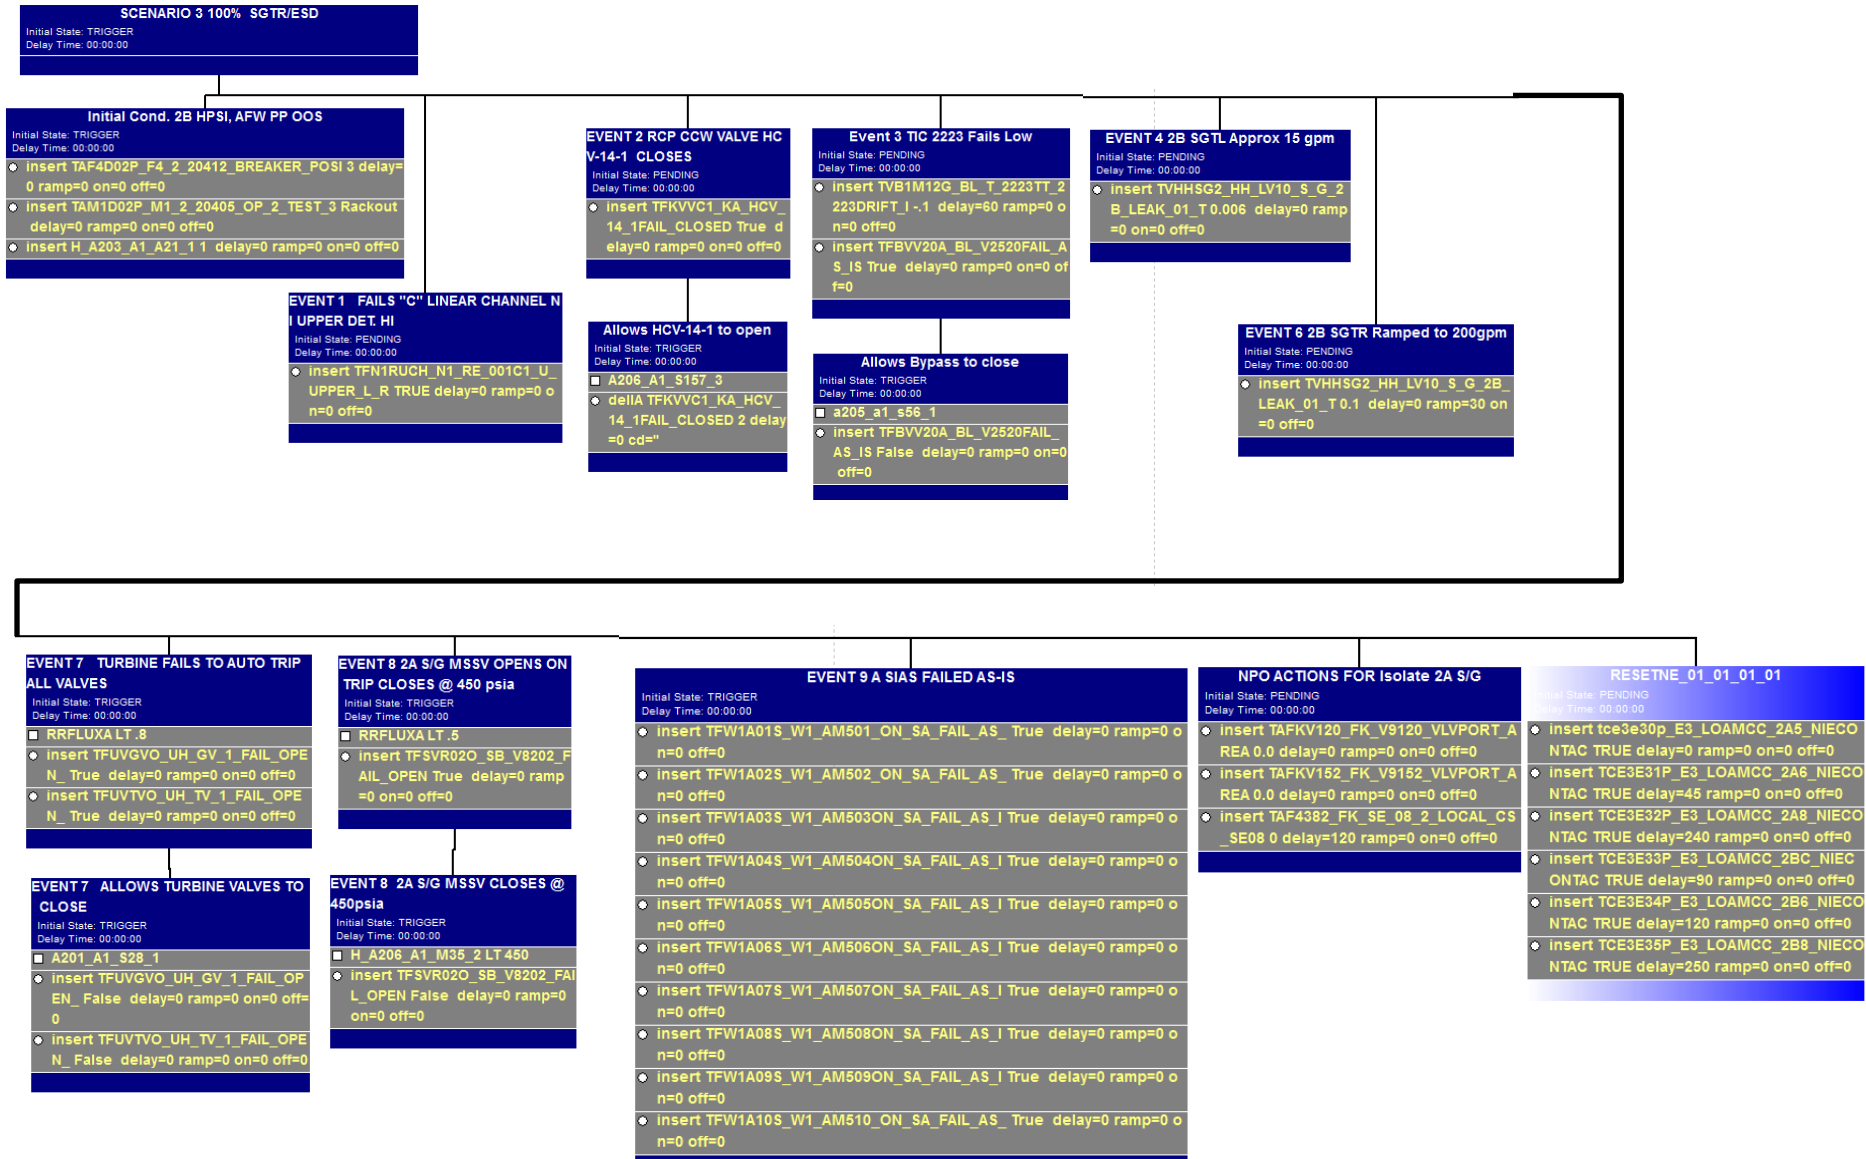 SCENARIO 3 100%  SGTR/ESD
Initial State: TRIGGER
Delay Time: 00:00:00
Initial Cond. 2B HPSI, AFW PP OOS
Initial State: TRIGGER
Delay Time: 00:00:00
insert TAF4D02P_F4_2_20412_BREAKER_POSI 3 delay=
0 ramp=0 on=0 off=0
insert TAM1D02P_M1_2_20405_OP_2_TEST_3 Rackout
delay=0 ramp=0 on=0 off=0
insert H_A203_A1_A21_1 1  delay=0 ramp=0 on=0 off=0
EVENT 1   FAILS "C" LINEAR CHANNEL N
I UPPER DET. HI
Initial State: PENDING
Delay Time: 00:00:00
insert TFN1RUCH_N1_RE_001C1_U_
UPPER_L_R TRUE delay=0 ramp=0 o
n=0 off=0
EVENT 2 RCP CCW VALVE HC
V-14-1  CLOSES
Initial State: PENDING
Delay Time: 00:00:00
insert TFKVVC1_KA_HCV_
14_1FAIL_CLOSED True  d
elay=0 ramp=0 on=0 off=0
Allows HCV-14-1 to open
Initial State: TRIGGER
Delay Time: 00:00:00
A206_A1_S157_3
dellA TFKVVC1_KA_HCV_
14_1FAIL_CLOSED 2 delay
=0 cd=''
Event 3 TIC 2223 Fails Low
Initial State: PENDING
Delay Time: 00:00:00
insert TVB1M12G_BL_T_2223TT_2
223DRIFT_I -.1  delay=60 ramp=0 o
n=0 off=0
insert TFBVV20A_BL_V2520FAIL_A
S_IS True  delay=0 ramp=0 on=0 of
f=0
Allows Bypass to close
Initial State: TRIGGER
Delay Time: 00:00:00
a205_a1_s56_1
insert TFBVV20A_BL_V2520FAIL_
AS_IS False  delay=0 ramp=0 on=0
off=0
EVENT 4 2B SGTL Approx 15 gpm
Initial State: PENDING
Delay Time: 00:00:00
insert TVHHSG2_HH_LV10_S_G_2
B_LEAK_01_T 0.006  delay=0 ramp
=0 on=0 off=0
EVENT 6 2B SGTR Ramped to 200gpm
Initial State: PENDING
Delay Time: 00:00:00
insert TVHHSG2_HH_LV10_S_G_2B_
LEAK_01_T 0.1  delay=0 ramp=30 on
=0 off=0
EVENT 7   TURBINE FAILS TO AUTO TRIP
ALL VALVES
Initial State: TRIGGER
Delay Time: 00:00:00
RRFLUXA LT .8
insert TFUVGVO_UH_GV_1_FAIL_OPE
N_ True  delay=0 ramp=0 on=0 off=0
insert TFUVTVO_UH_TV_1_FAIL_OPE
N_ True  delay=0 ramp=0 on=0 off=0
EVENT 7   ALLOWS TURBINE VALVES TO
CLOSE
Initial State: TRIGGER
Delay Time: 00:00:00
A201_A1_S28_1
insert TFUVGVO_UH_GV_1_FAIL_OP
EN_ False  delay=0 ramp=0 on=0 off=
0
insert TFUVTVO_UH_TV_1_FAIL_OPE
N_ False  delay=0 ramp=0 on=0 off=0
EVENT 8 2A S/G MSSV OPENS ON
TRIP CLOSES @ 450 psia
Initial State: TRIGGER
Delay Time: 00:00:00
RRFLUXA LT .5
insert TFSVR02O_SB_V8202_F
AIL_OPEN True  delay=0 ramp
=0 on=0 off=0
EVENT 8  2A S/G MSSV CLOSES @
450psia
Initial State: TRIGGER
Delay Time: 00:00:00
H_A206_A1_M35_2 LT 450
insert TFSVR02O_SB_V8202_FAI
L_OPEN False  delay=0 ramp=0
on=0 off=0
EVENT 9 A SIAS FAILED AS-IS
Initial State: TRIGGER
Delay Time: 00:00:00
insert TFW1A01S_W1_AM501_ON_SA_FAIL_AS_ True  delay=0 ramp=0 o
n=0 off=0
insert TFW1A02S_W1_AM502_ON_SA_FAIL_AS_ True  delay=0 ramp=0 o
n=0 off=0
insert TFW1A03S_W1_AM503ON_SA_FAIL_AS_I True  delay=0 ramp=0 o
n=0 off=0
insert TFW1A04S_W1_AM504ON_SA_FAIL_AS_I True  delay=0 ramp=0 o
n=0 off=0
insert TFW1A05S_W1_AM505ON_SA_FAIL_AS_I True  delay=0 ramp=0 o
n=0 off=0
insert TFW1A06S_W1_AM506ON_SA_FAIL_AS_I True  delay=0 ramp=0 o
n=0 off=0
insert TFW1A07S_W1_AM507ON_SA_FAIL_AS_I True  delay=0 ramp=0 o
n=0 off=0
insert TFW1A08S_W1_AM508ON_SA_FAIL_AS_I True  delay=0 ramp=0 o
n=0 off=0
insert TFW1A09S_W1_AM509ON_SA_FAIL_AS_I True  delay=0 ramp=0 o
n=0 off=0
insert TFW1A10S_W1_AM510_ON_SA_FAIL_AS_ True  delay=0 ramp=0 o
n=0 off=0
NPO ACTIONS FOR Isolate 2A S/G
Initial State: PENDING
Delay Time: 00:00:00
insert TAFKV120_FK_V9120_VLVPORT_A
REA 0.0 delay=0 ramp=0 on=0 off=0
insert TAFKV152_FK_V9152_VLVPORT_A
REA 0.0 delay=0 ramp=0 on=0 off=0
insert TAF4382_FK_SE_08_2_LOCAL_CS
_SE08 0 delay=120 ramp=0 on=0 off=0
RESETNE_01_01_01_01
Initial State: PENDING
Delay Time: 00:00:00
insert tce3e30p_E3_LOAMCC_2A5_NIECO
NTAC TRUE delay=0 ramp=0 on=0 off=0
insert TCE3E31P_E3_LOAMCC_2A6_NIECO
NTAC TRUE delay=45 ramp=0 on=0 off=0
insert TCE3E32P_E3_LOAMCC_2A8_NIECO
NTAC TRUE delay=240 ramp=0 on=0 off=0
insert TCE3E33P_E3_LOAMCC_2BC_NIEC
ONTAC TRUE delay=90 ramp=0 on=0 off=0
insert TCE3E34P_E3_LOAMCC_2B6_NIECO
NTAC TRUE delay=120 ramp=0 on=0 off=0
insert TCE3E35P_E3_LOAMCC_2B8_NIECO
NTAC TRUE delay=250 ramp=0 on=0 off=0